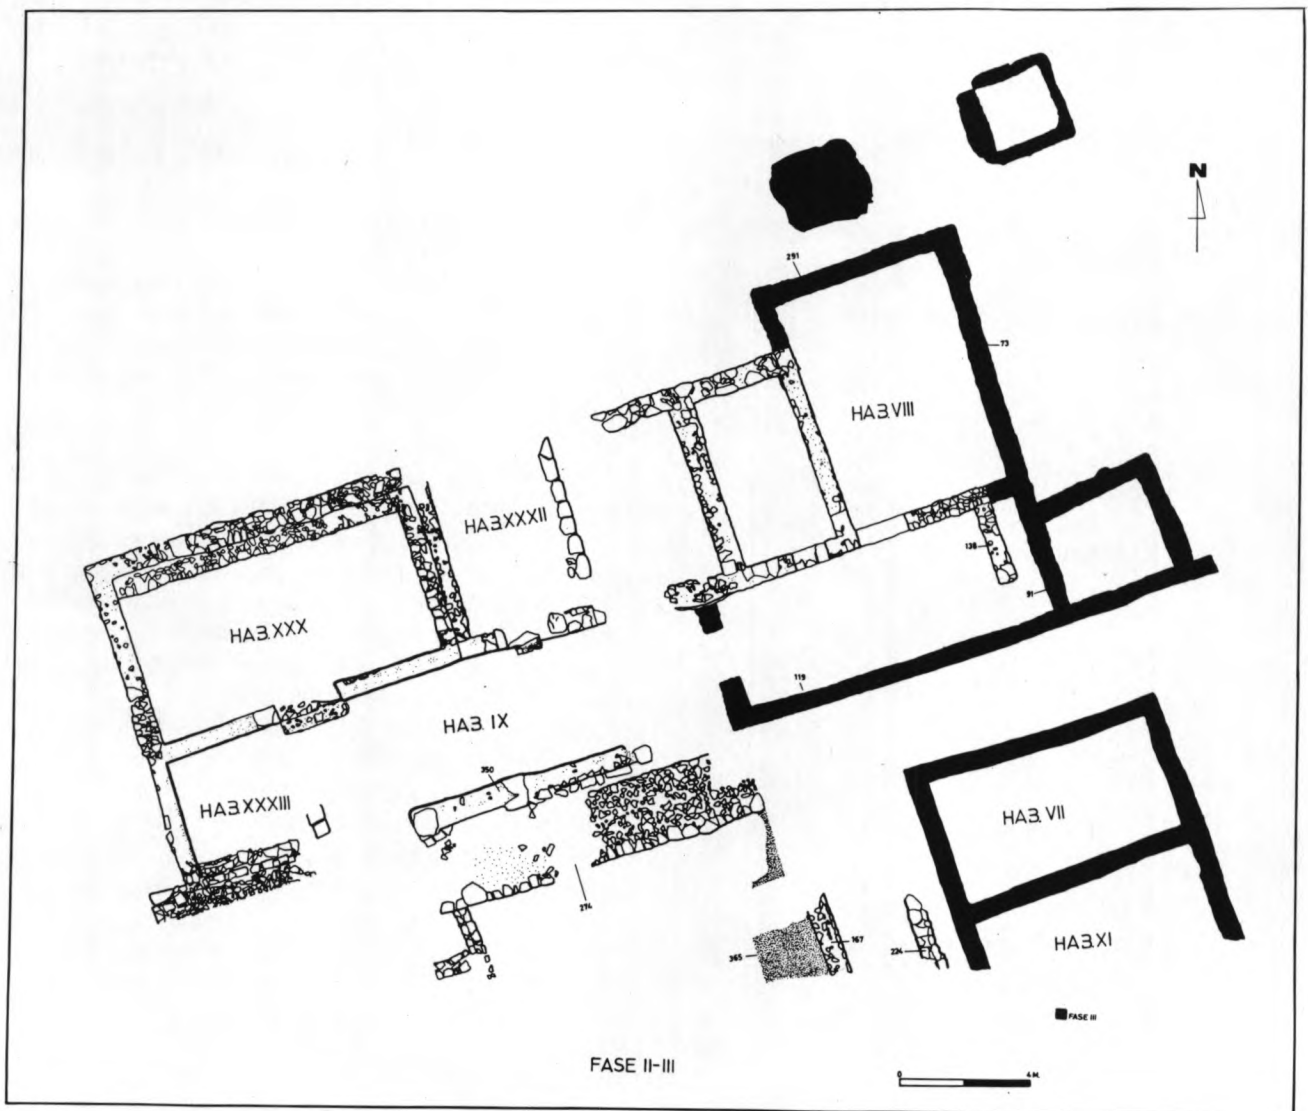 N
291
73
HAB.VIII
HAB.XXXII
138
91
HAB.XXX
119
HAB. IX
350
HAB.XXXIII
HAB. VII
274
365
167
224
HAB.XI
FASE III
FASE II-III
0 4 M.